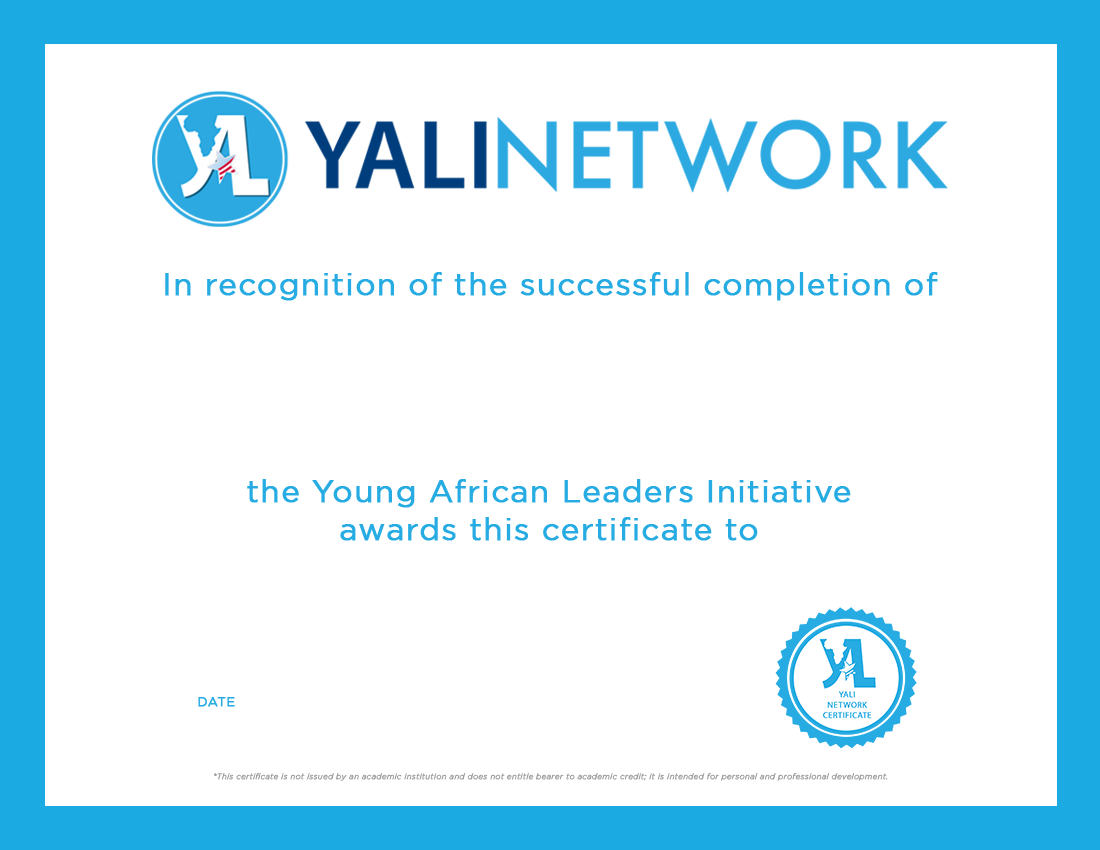 YALINETWORK
In recognition of the successful completion of
the Young African Leaders Initiative
awards this certificate to
YALI
NETWORK
CERTIFICATE
DATE
*This certificate is not issued by an academic institution and does not entitle bearer to academic credit; it is intended for personal and professional development.